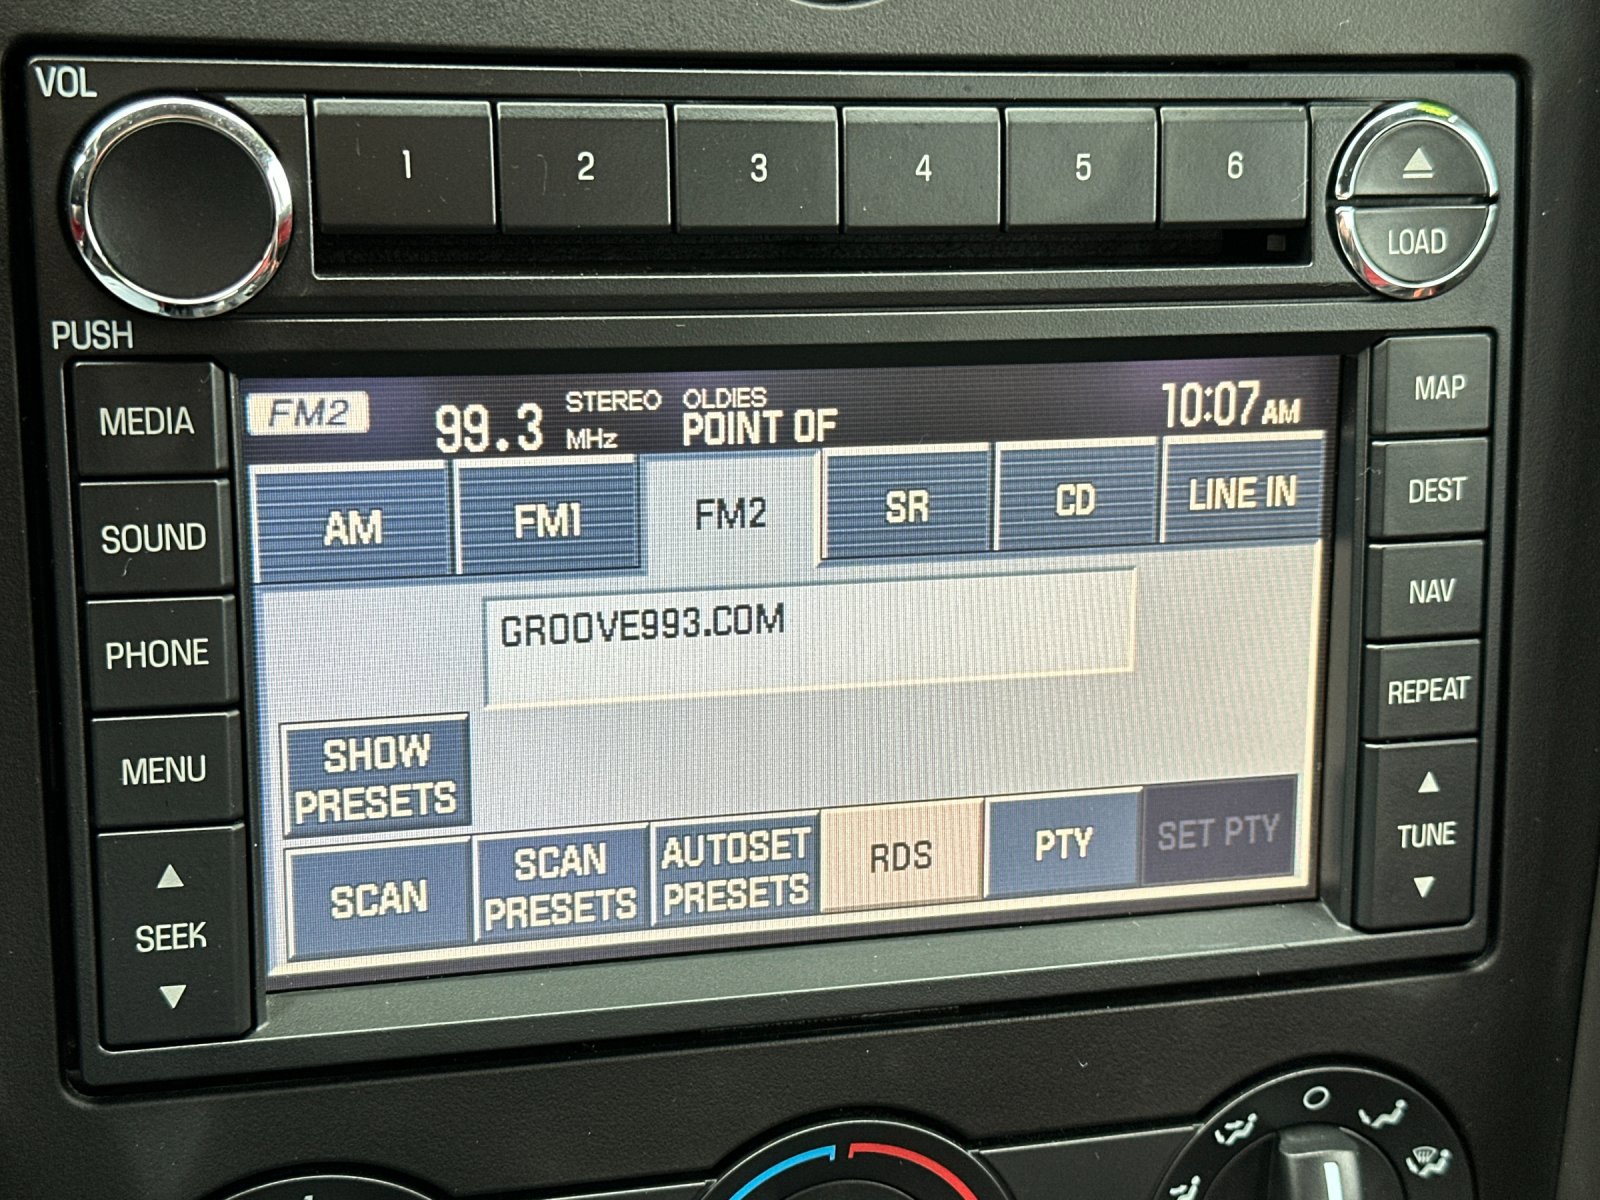 VOL
1 2 3 4 5 6
LOAD
PUSH
MEDIA
SOUND
PHONE
MENU
SEEK
FM2 99.3 STEREO MHz OLDIES 10:07 AM
POINT OF
AM FM1 FM2 SR CD LINE IN
GROOVE993.COM
SHOW
PRESETS
SCAN
SCAN
PRESETS
AUTOSET
PRESETS
RDS
PTY
SET PTY
MAP
DEST
NAV
REPEAT
TUNE